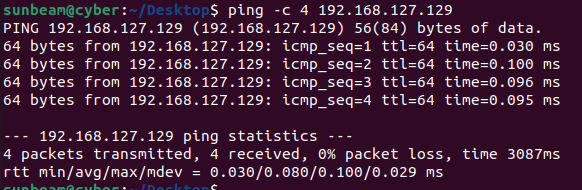 sunbeam@cyber:~/Desktop$ ping -c 4 192.168.127.129
PING 192.168.127.129 (192.168.127.129) 56(84) bytes of data.
64 bytes from 192.168.127.129: icmp_seq=1 ttl=64 time=0.030 ms
64 bytes from 192.168.127.129: icmp_seq=2 ttl=64 time=0.100 ms
64 bytes from 192.168.127.129: icmp_seq=3 ttl=64 time=0.096 ms
64 bytes from 192.168.127.129: icmp_seq=4 ttl=64 time=0.095 ms
--- 192.168.127.129 ping statistics ---
4 packets transmitted, 4 received, 0% packet loss, time 3087ms
rtt min/avg/max/mdev = 0.030/0.080/0.100/0.029 ms